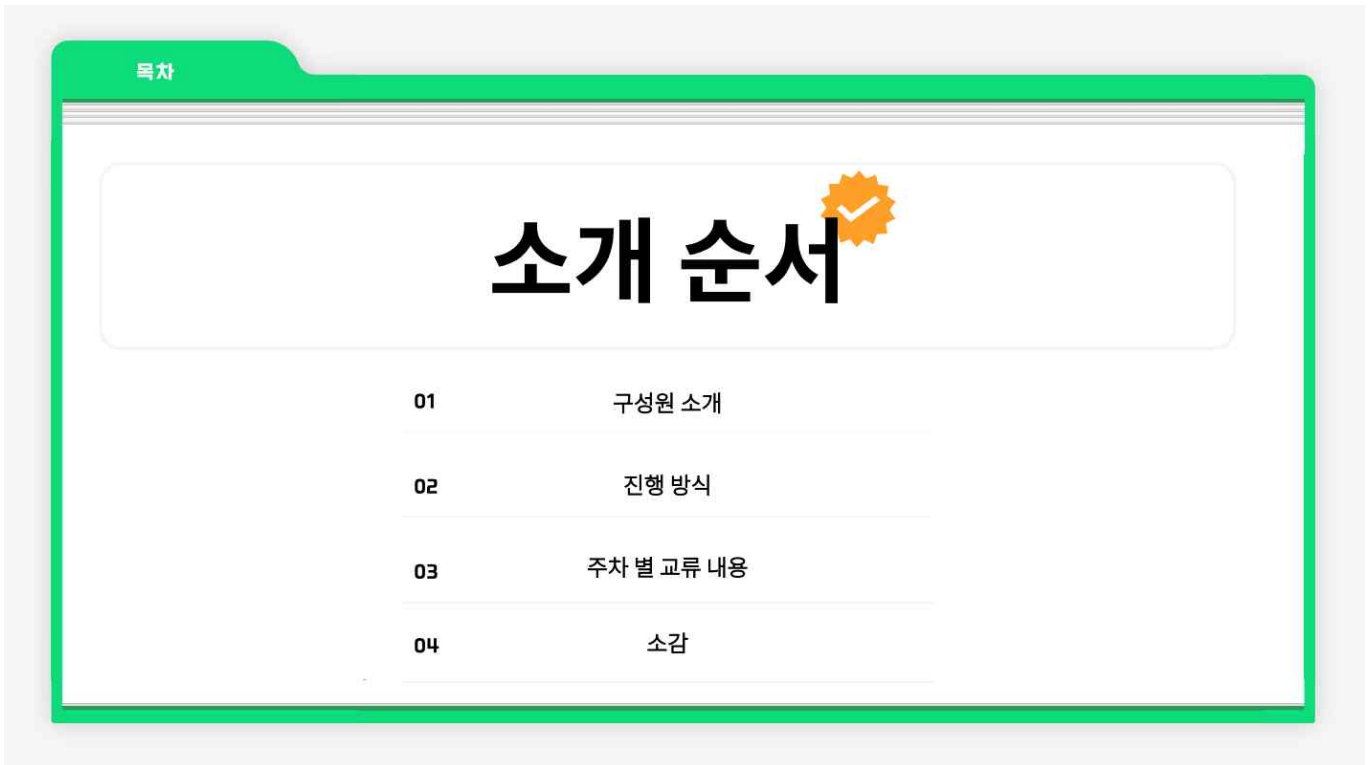 목차
소개 순서
01 구성원 소개
02 진행 방식
03 주차 별 교류 내용
04 소감